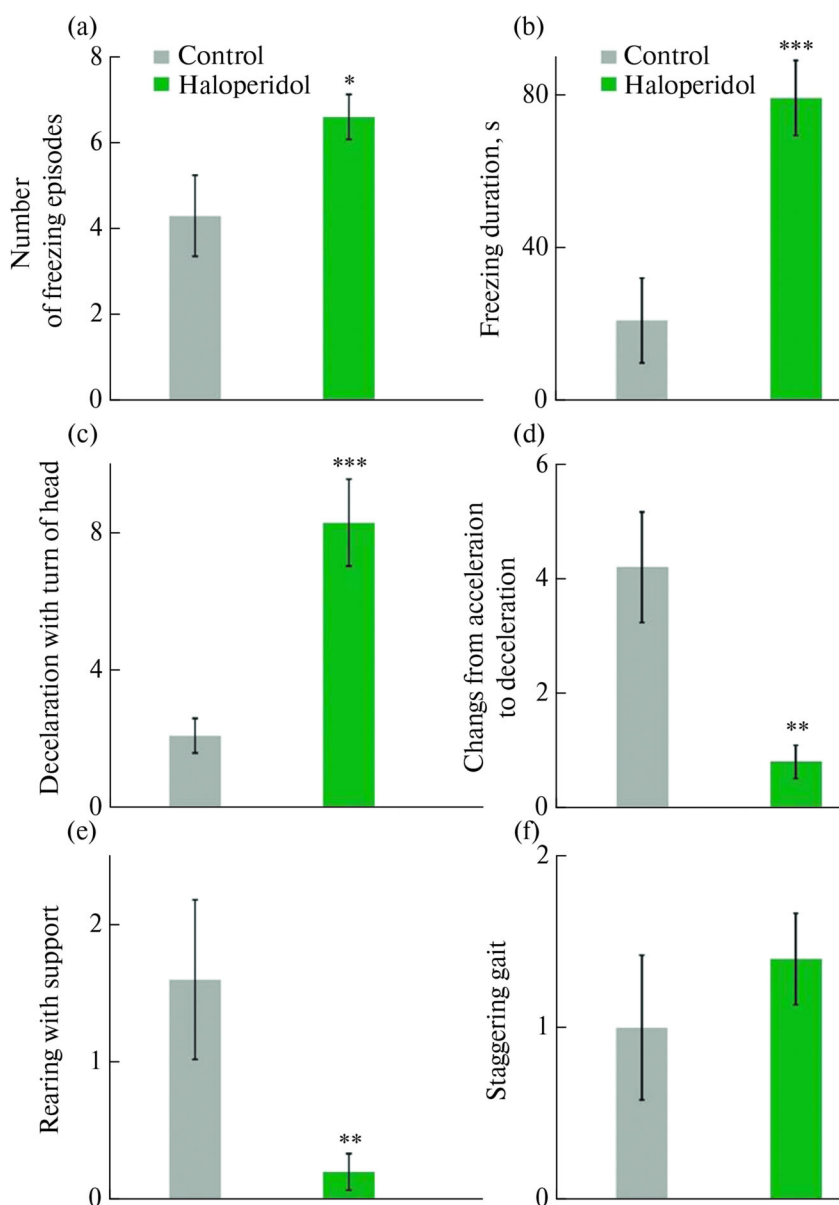 (a)
Control
Haloperidol
*
Number
of freezing episodes
8
6
4
2
0
(b)
Control
Haloperidol
***
Freezing duration, s
80
40
0
(c)
***
Decelaration with turn of head
8
4
0
(d)
**
Changs from acceleraion
to deceleration
6
4
2
0
(e)
**
Rearing with support
2
1
0
(f)
Staggering gait
2
1
0